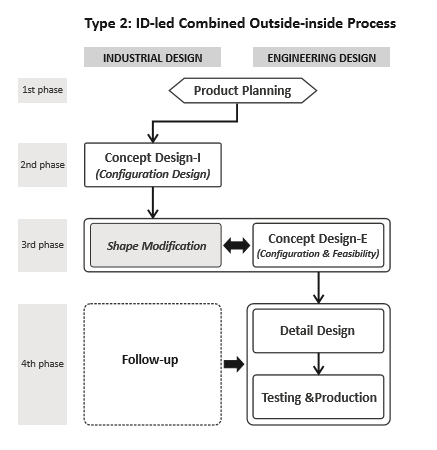 Type 2: ID-led Combined Outside-inside Process
INDUSTRIAL DESIGN
ENGINEERING DESIGN
1st phase
Product Planning
2nd phase
Concept Design-I
(Configuration Design)
3rd phase
Shape Modification
Concept Design-E
(Configuration & Feasibility)
4th phase
Follow-up
Detail Design
Testing &Production